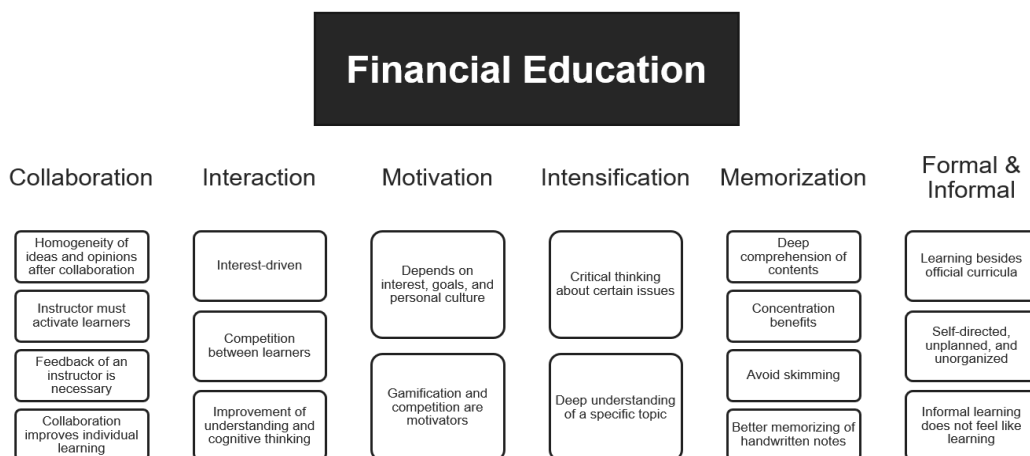 Financial Education
Collaboration
Interaction
Motivation
Intensification
Memorization
Formal &
Informal
Homogeneity of
ideas and opinions
after collaboration
Instructor must
activate learners
Feedback of an
instructor is
necessary
Collaboration
improves individual
learning
Interest-driven
Competition
between learners
Improvement of
understanding and
cognitive thinking
Depends on
interest, goals, and
personal culture
Gamification and
competition are
motivators
Critical thinking
about certain issues
Deep understanding
of a specific topic
Deep
comprehension of
contents
Concentration
benefits
Avoid skimming
Better memorizing of
handwritten notes
Learning besides
official curricula
Self-directed,
unplanned, and
unorganized
Informal learning
does not feel like
learning